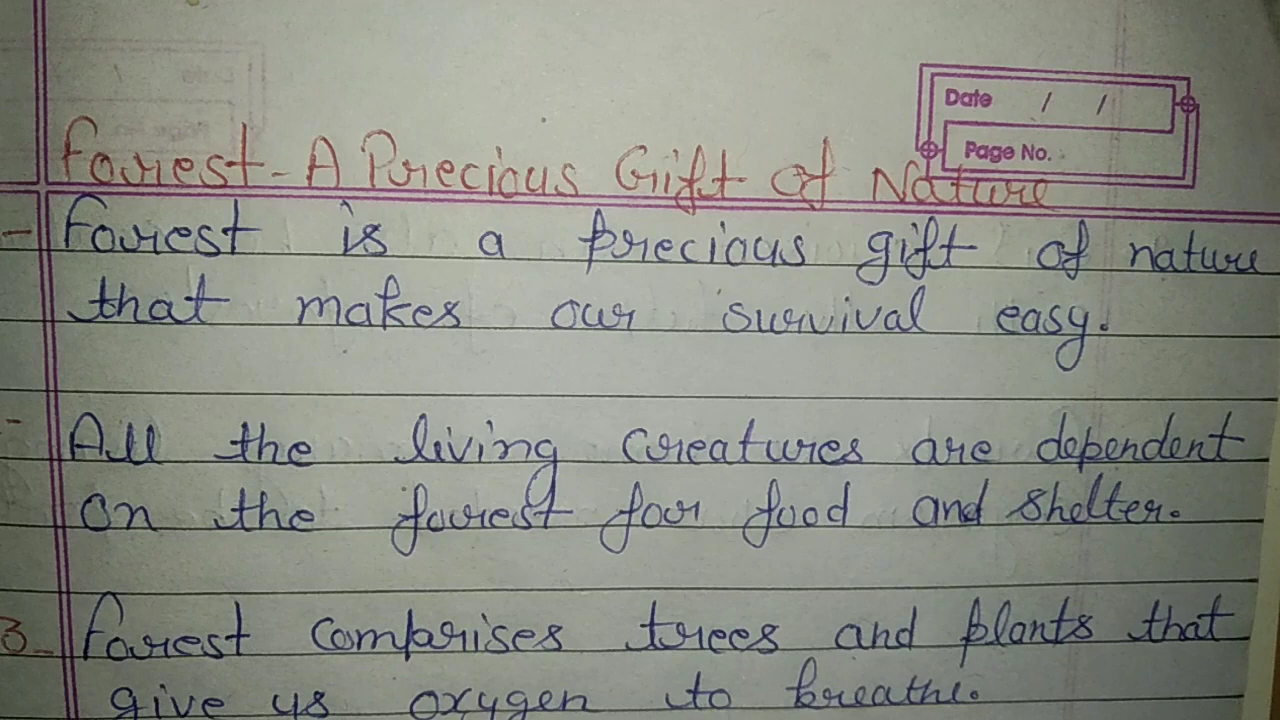 Date / /
Page No.
Forest - A Precious Gift of Nature
- Forest is a precious gift of nature
that makes our survival easy.
- All the living creatures are dependent
on the forest for food and shelter.
3- Forest comprises trees and plants that
give us oxygen to breathe.